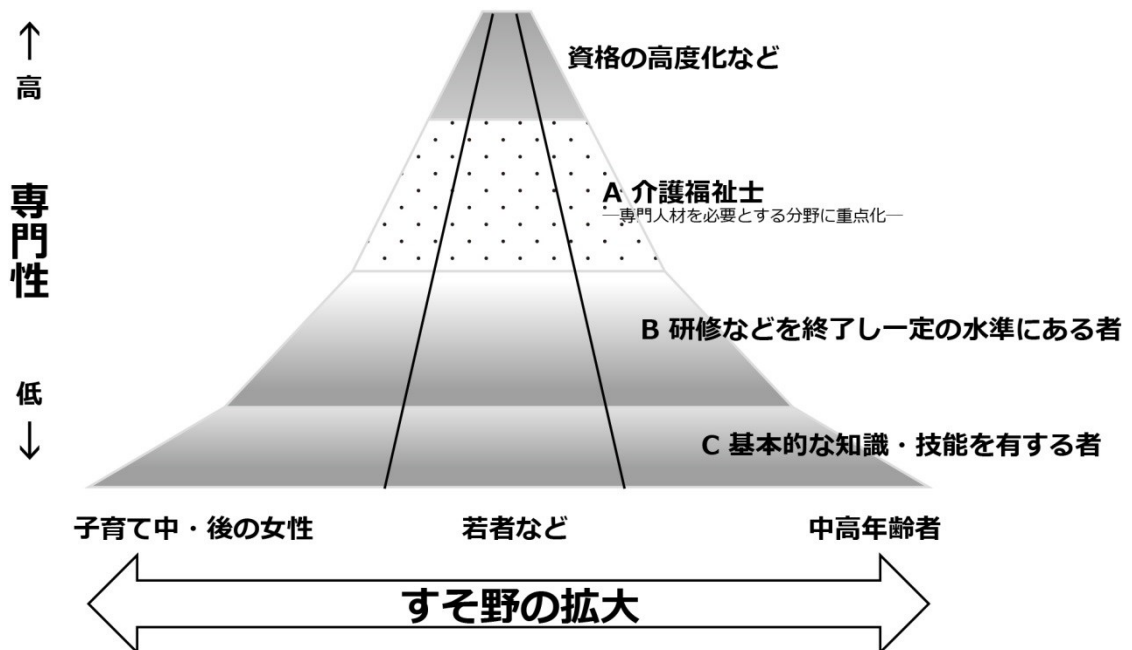 ↑
高
専門性
低
↓
資格の高度化など
A 介護福祉士
―専門人材を必要とする分野に重点化―
B 研修などを終了し一定の水準にある者
C 基本的な知識・技能を有する者
子育て中・後の女性
若者など
中高年齢者
すそ野の拡大